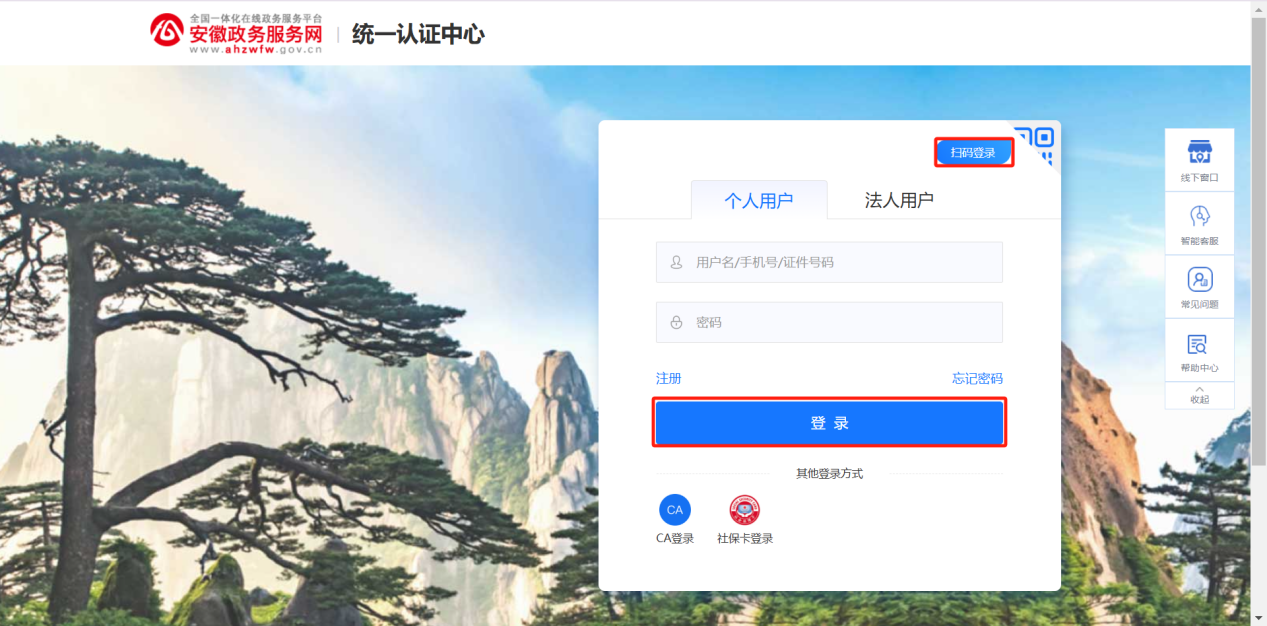 全国一体化在线政务服务平台
安徽政务服务网
www.ahzwfw.gov.cn
统一认证中心
扫码登录
个人用户
法人用户
用户名/手机号/证件号码
密码
注册
忘记密码
登录
其他登录方式
CA
CA登录
社保卡登录
线下窗口
智能客服
常见问题
帮助中心
收起